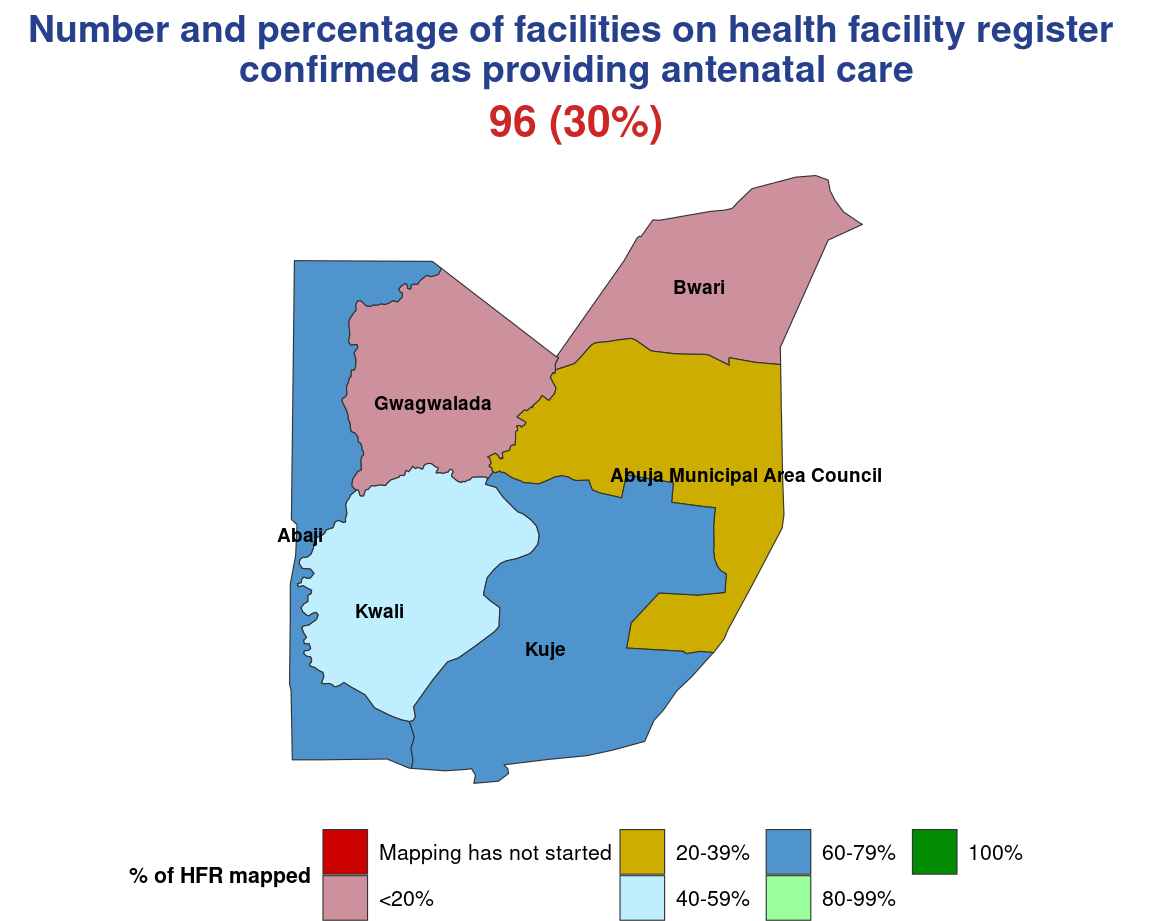 Number and percentage of facilities on health facility register
confirmed as providing antenatal care
96 (30%)
Bwari
Gwagwalada
Abuja Municipal Area Council
Abaji
Kwali
Kuje
% of HFR mapped
Mapping has not started
<20%
20-39%
40-59%
60-79%
80-99%
100%